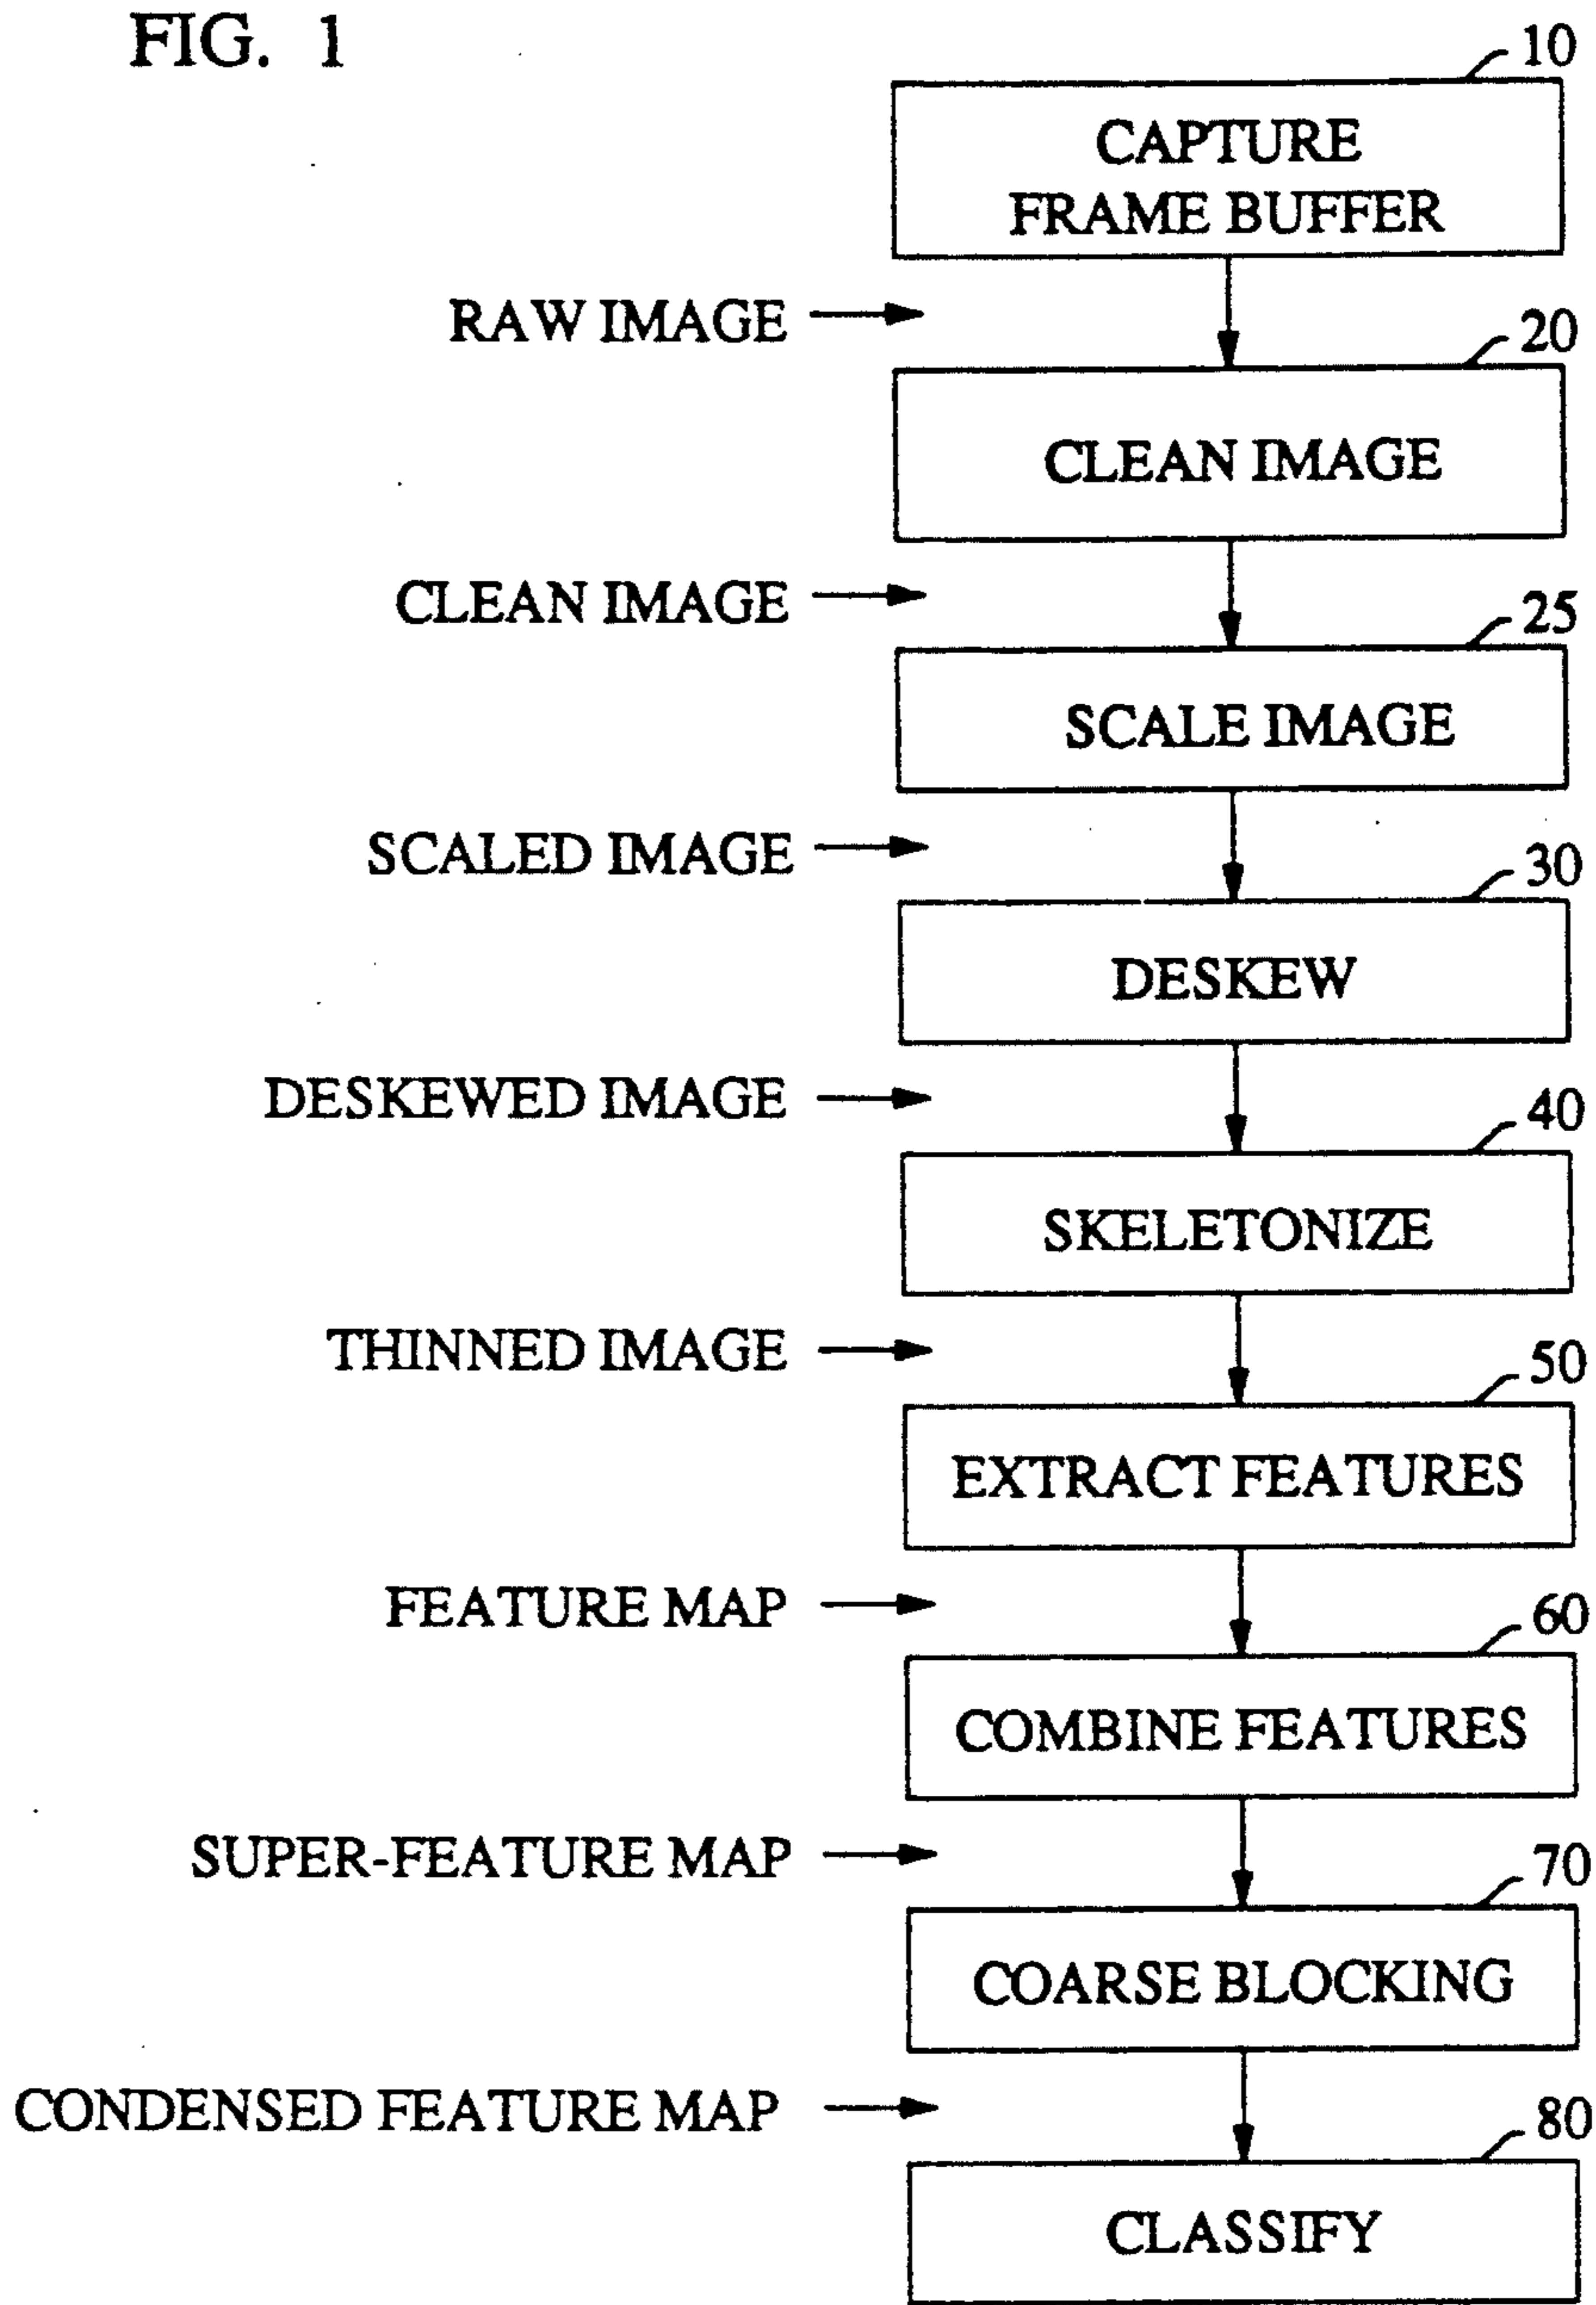 FIG. 1
10
CAPTURE
FRAME BUFFER
RAW IMAGE
20
CLEAN IMAGE
CLEAN IMAGE
25
SCALE IMAGE
SCALED IMAGE
30
DESKEW
DESKEWED IMAGE
40
SKELETONIZE
THINNED IMAGE
50
EXTRACT FEATURES
FEATURE MAP
60
COMBINE FEATURES
SUPER-FEATURE MAP
70
COARSE BLOCKING
CONDENSED FEATURE MAP
80
CLASSIFY